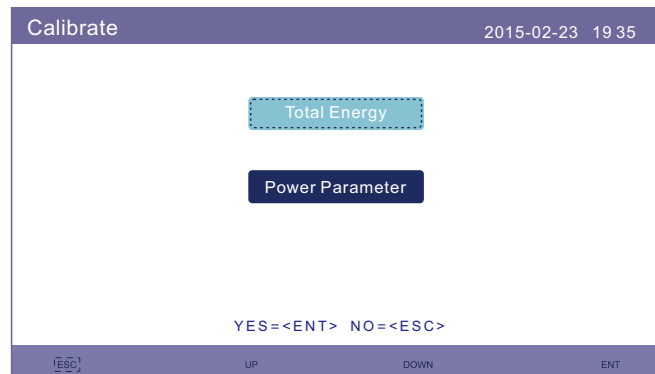 Calibrate 2015-02-23 19 35
Total Energy
Power Parameter
YES=<ENT> NO=<ESC>
ESC UP DOWN ENT